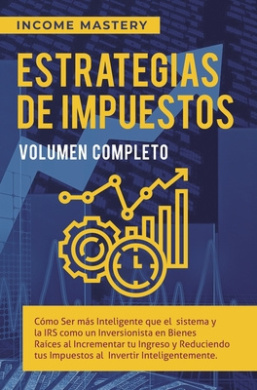 INCOME MASTERY
ESTRATEGIAS
DE IMPUESTOS
VOLUMEN COMPLETO
Cómo Ser más Inteligente que el sistema y
la IRS como un Inversionista en Bienes
Raíces al Incrementar tu Ingreso y Reduciendo
tus Impuestos al Invertir Inteligentemente.